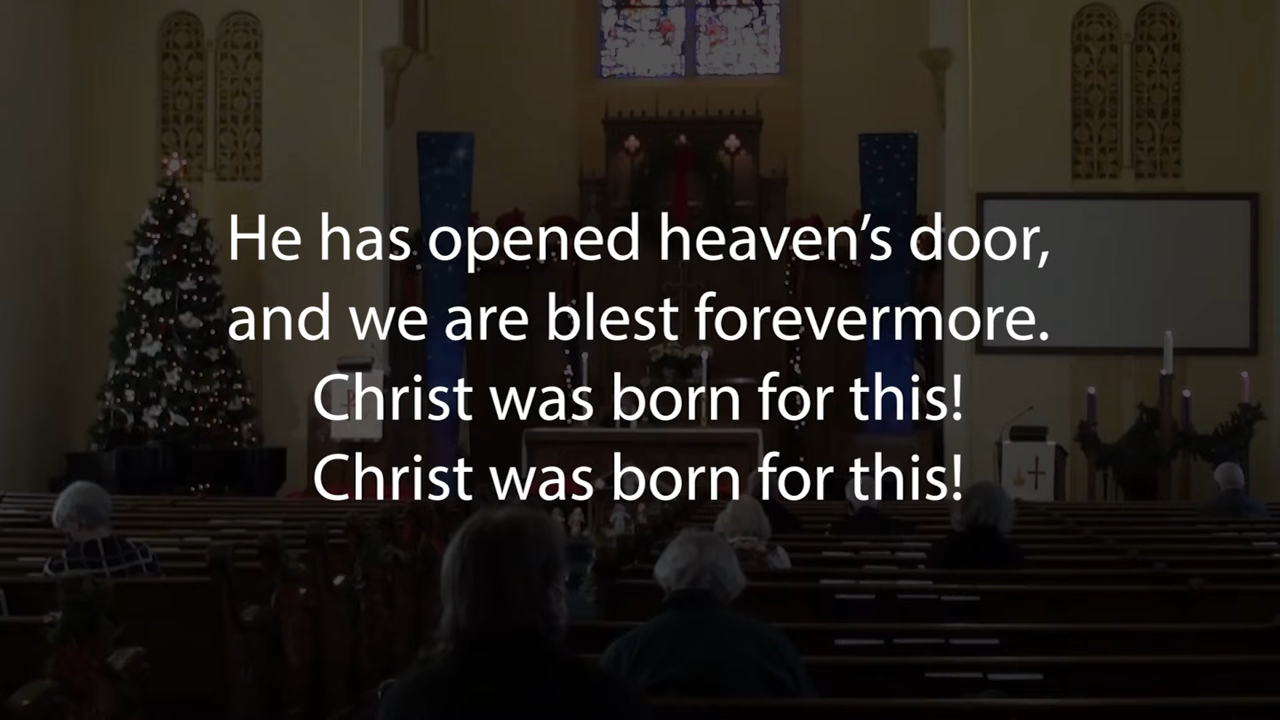 He has opened heaven’s door,
and we are blest forevermore.
Christ was born for this!
Christ was born for this!